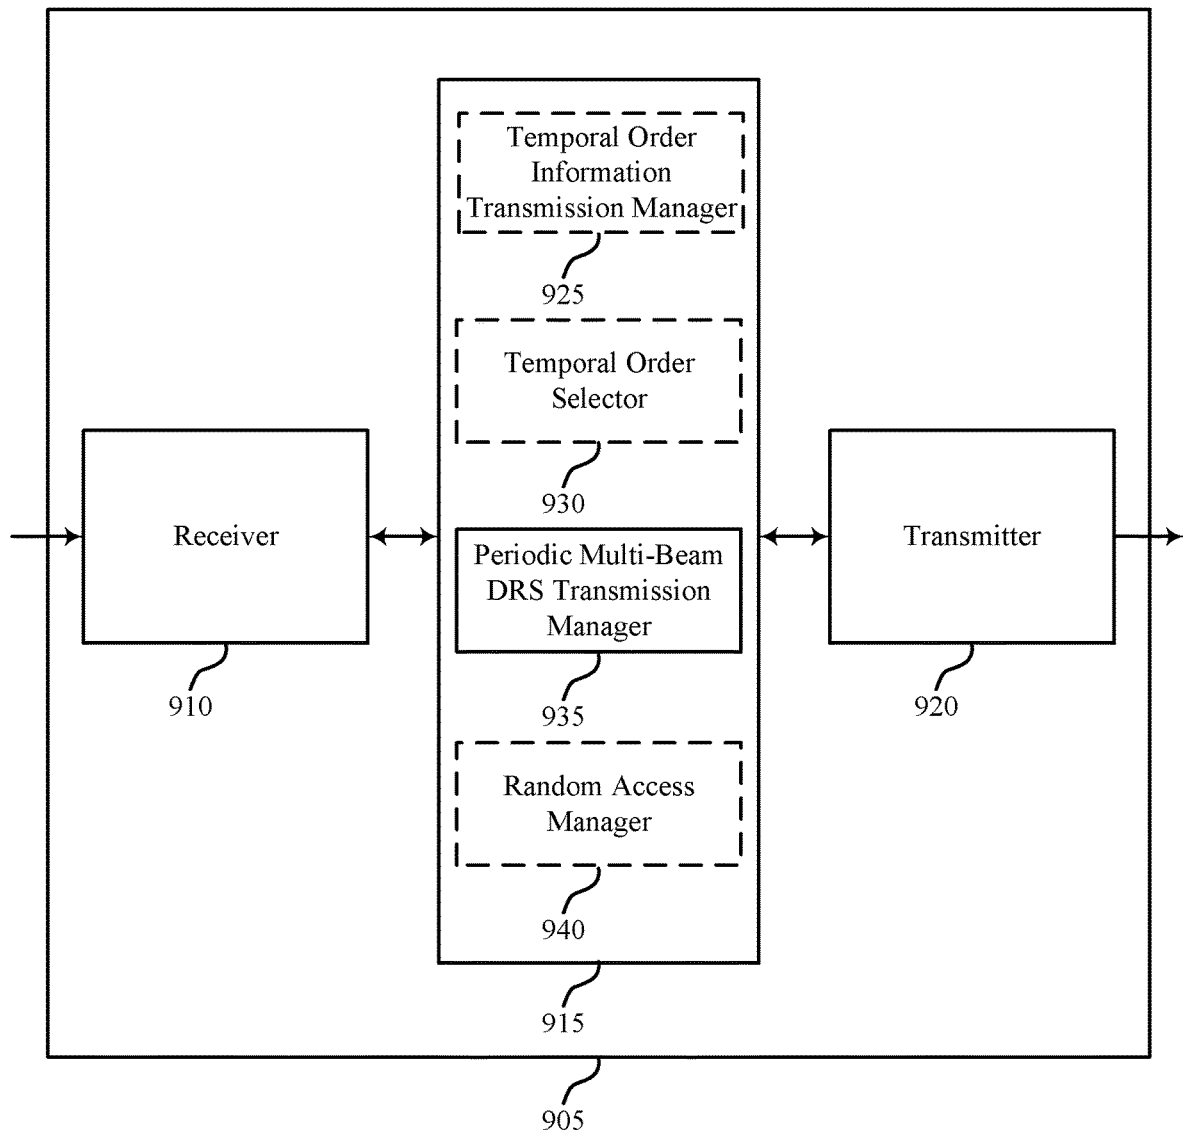 Temporal Order
Information
Transmission Manager
925
Temporal Order
Selector
930
Receiver
910
Periodic Multi-Beam
DRS Transmission
Manager
935
Transmitter
920
Random Access
Manager
940
915
905